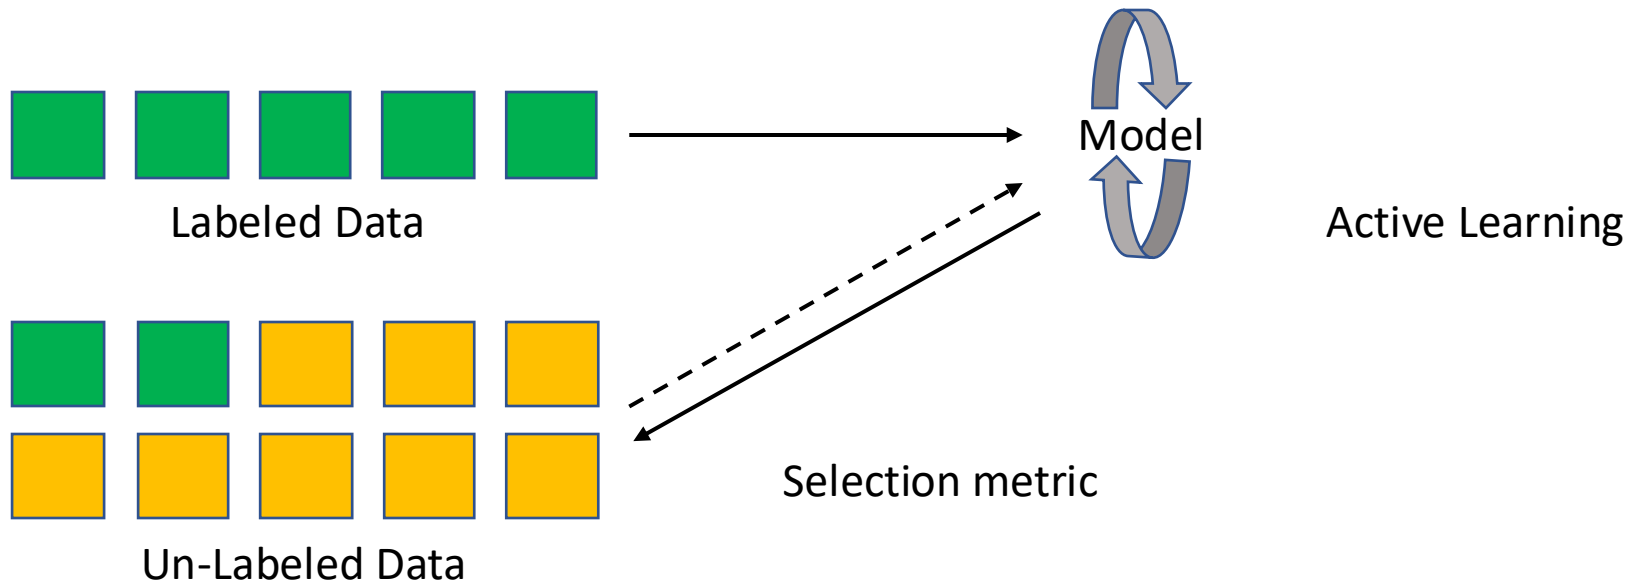 Model
Labeled Data
Active Learning
Selection metric
Un-Labeled Data